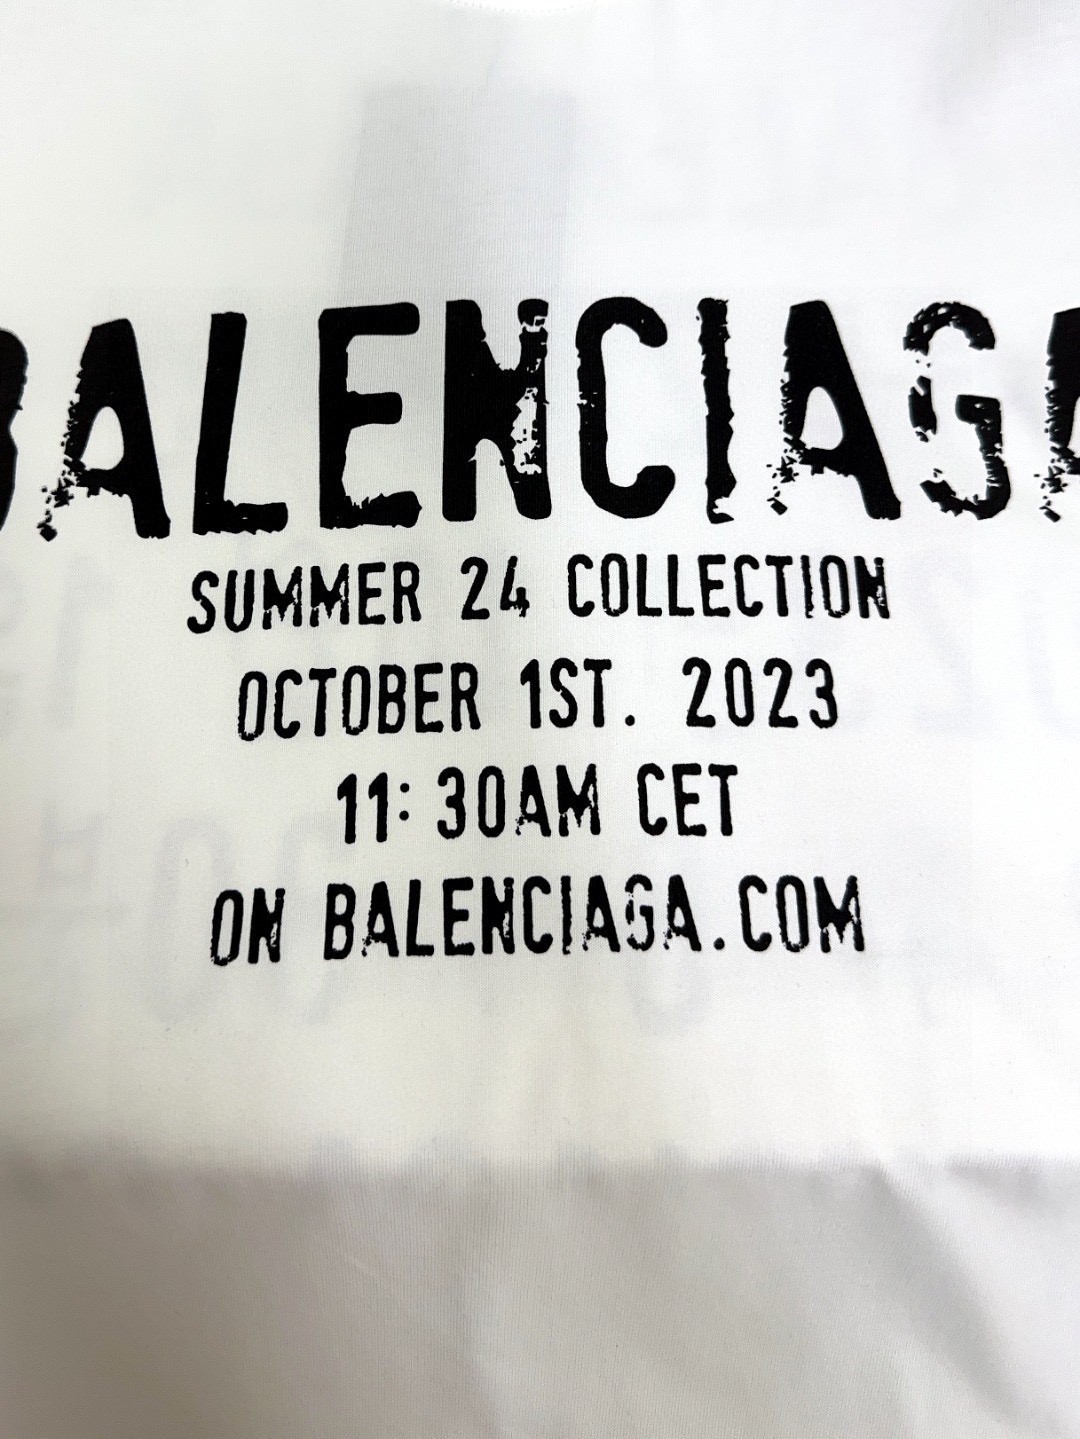 BALENCIAGA
SUMMER 24 COLLECTION
OCTOBER 1ST. 2023
11:30AM CET
ON BALENCIAGA.COM